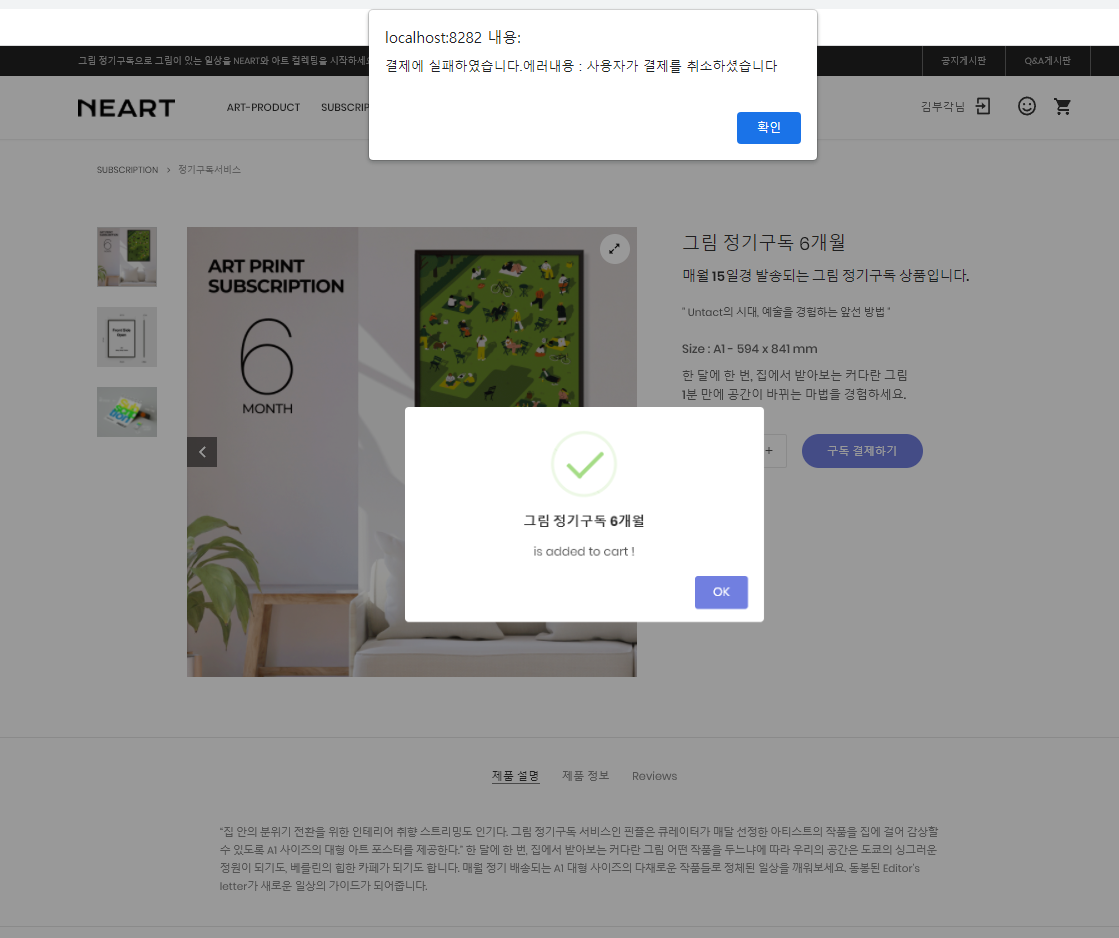 localhost:8282 내용:
결제에 실패하였습니다.에러내용 : 사용자가 결제를 취소하셨습니다
확인
그림 정기구독으로 그림이 있는 일상을 NEART와 아트 컬렉팅을 시작하세요
공지게시판
Q&A게시판
NEART
ART-PRODUCT
SUBSCRIP
김부각님
SUBSCRIPTION > 정기구독서비스
ART PRINT
SUBSCRIPTION
6
MONTH
그림 정기구독 6개월
매월 15일경 발송되는 그림 정기구독 상품입니다.
" Untact의 시대, 예술을 경험하는 앞선 방법 "
Size : A1 - 594 x 841 mm
한 달에 한 번, 집에서 받아보는 커다란 그림
1분 만에 공간이 바뀌는 마법을 경험하세요.
+
구독 결제하기
그림 정기구독 6개월
is added to cart !
OK
제품 설명
제품 정보
Reviews
"집 안의 분위기 전환을 위한 인테리어 취향 스트리밍도 인기다. 그림 정기구독 서비스인 핀플은 큐레이터가 매달 선정한 아티스트의 작품을 집에 걸어 감상할
수 있도록 A1 사이즈의 대형 아트 포스터를 제공한다." 한 달에 한 번, 집에서 받아보는 커다란 그림 어떤 작품을 두느냐에 따라 우리의 공간은 도쿄의 싱그러운
정원이 되기도, 베를린의 힙한 카페가 되기도 합니다. 매월 정기 배송되는 A1 대형 사이즈의 다채로운 작품들로 정체된 일상을 깨워보세요. 동봉된 Editor's
letter가 새로운 일상의 가이드가 되어줍니다.